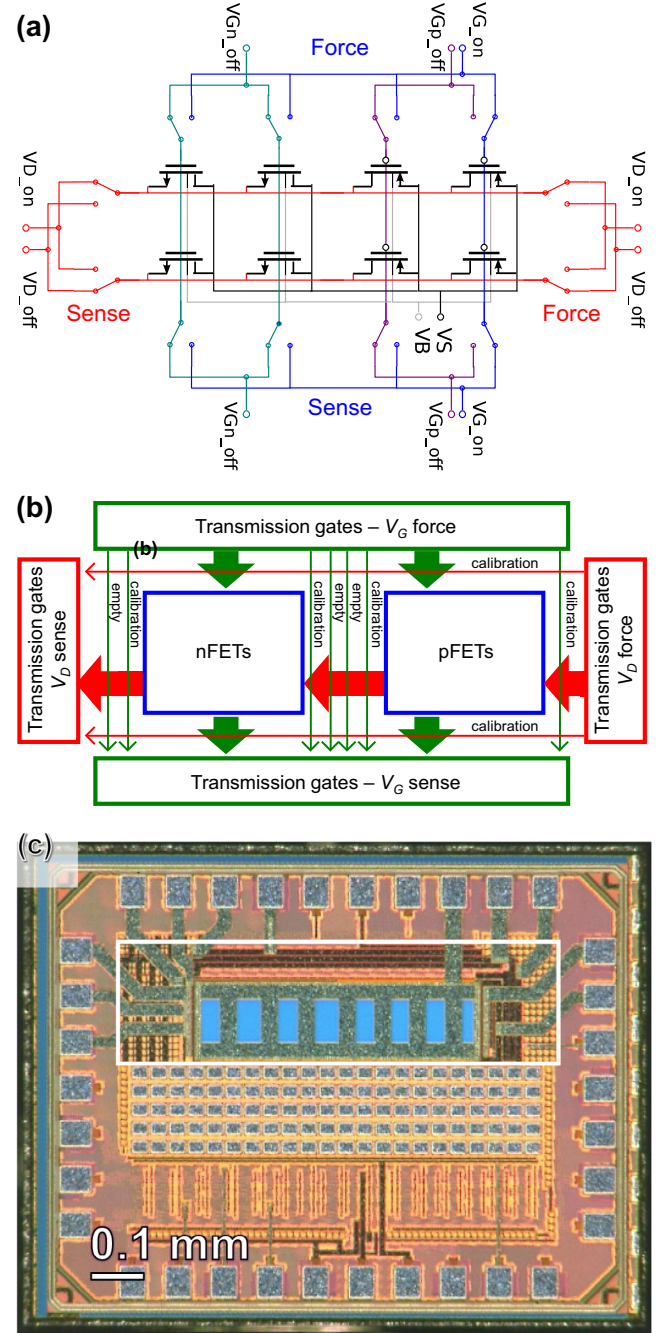 (a)
VGn_off
Force
VGp_off
VG_on
VD_on
VD_off
VD_on
VD_off
Sense
VB
VS
Force
Sense
VGn_off
VGp_off
VG_on
(b)
Transmission gates – VG force
(b)
calibration
empty
calibration
calibration
empty
empty
calibration
calibration
Transmission gates
VD sense
nFETs
pFETs
Transmission gates
VD force
calibration
Transmission gates – VG sense
(c)
0.1 mm